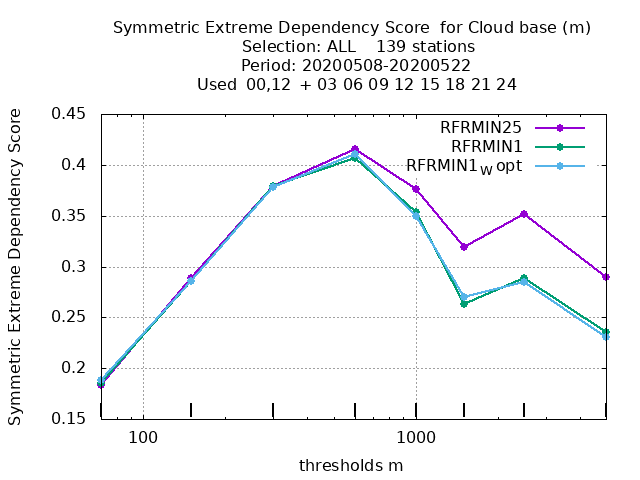 Symmetric Extreme Dependency Score for Cloud base (m)
Selection: ALL 139 stations
Period: 20200508-20200522
Used 00,12 + 03 06 09 12 15 18 21 24
RFRMIN25
RFRMIN1
RFRMIN1W opt
Symmetric Extreme Dependency Score
0.45
0.4
0.35
0.3
0.25
0.2
0.15
100 1000
thresholds m